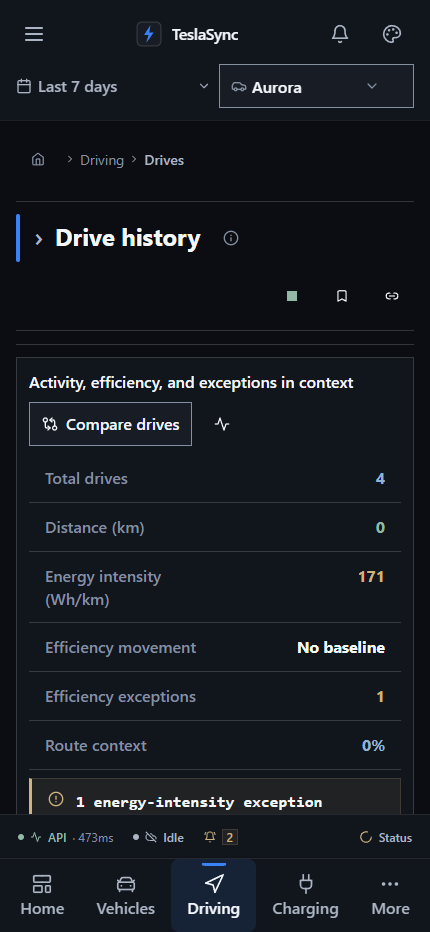 TeslaSync
Last 7 days
Aurora
Driving
Drives
Drive history
Activity, efficiency, and exceptions in context
Compare drives
Total drives 4
Distance (km) 0
Energy intensity
(Wh/km) 171
Efficiency movement No baseline
Efficiency exceptions 1
Route context 0%
1 energy-intensity exception
API · 473ms Idle 2 Status
Home Vehicles Driving Charging More